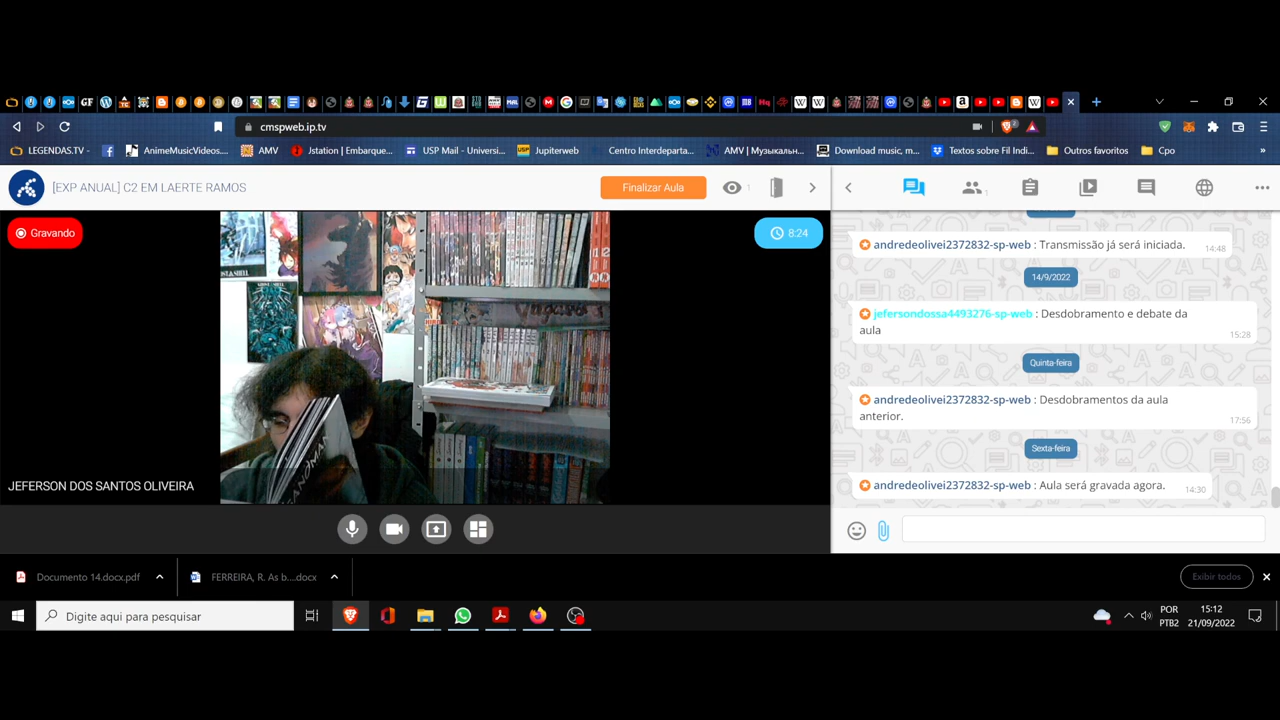 cmspweb.ip.tv
2
LEGENDAS.TV -
AnimeMusicVideos...
AMV
Jstation | Embarque...
USP Mail - Universi...
Jupiterweb
Centro Interdeparta...
AMV | Музыкальн...
Download music, m...
Textos sobre Fil Indi...
Outros favoritos
Cpo
»
[EXP ANUAL] C2 EM LAERTE RAMOS
Finalizar Aula
1
1
Gravando
8:24
JEFERSON DOS SANTOS OLIVEIRA
andredeolivei2372832-sp-web : Transmissão já será iniciada.
14:48
14/9/2022
jefersondossa4493276-sp-web : Desdobramento e debate da
aula
15:28
Quinta-feira
andredeolivei2372832-sp-web : Desdobramentos da aula
anterior.
17:56
Sexta-feira
andredeolivei2372832-sp-web : Aula será gravada agora.
14:30
Documento 14.docx.pdf
FERREIRA, R. As b....docx
Exibir todos
Digite aqui para pesquisar
POR
PTB2
15:12
21/09/2022